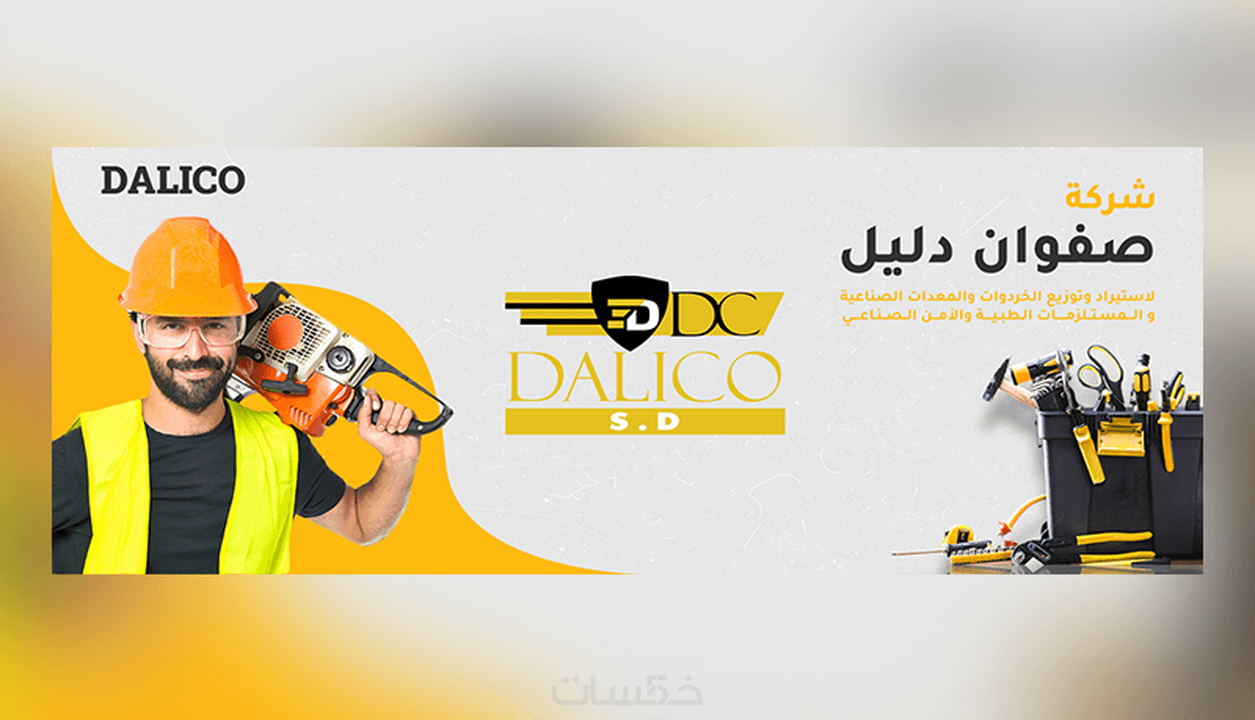 DALICO
شركة
صفوان دليل
لاستيراد وتوزيع الخردوات والمعدات الصناعية
و المستلزمات الطبية والأمن الصناعي
D DC
DALICO
S . D
خمسات